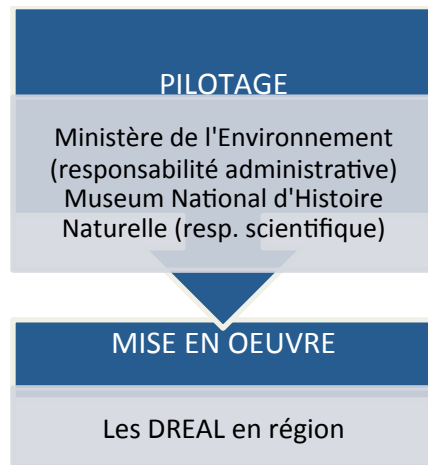 PILOTAGE
Ministère de l'Environnement
(responsabilité administrative)
Museum National d'Histoire
Naturelle (resp. scientifique)
MISE EN OEUVRE
Les DREAL en région